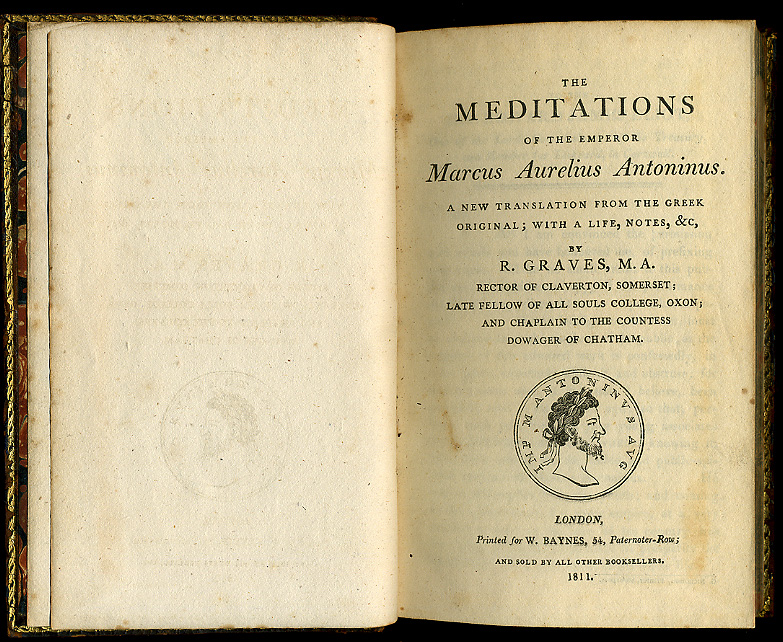 THE
MEDITATIONS
OF THE EMPEROR
Marcus Aurelius Antoninus.
A NEW TRANSLATION FROM THE GREEK
ORIGINAL; WITH A LIFE, NOTES, &C,
BY
R. GRAVES, M.A.
RECTOR OF CLAVERTON, SOMERSET;
LATE FELLOW OF ALL SOULS COLLEGE, OXON;
AND CHAPLAIN TO THE COUNTESS
DOWAGER OF CHATHAM.
IMP M ANTONINVS AVG
LONDON,
Printed for W. BAYNES, 54, Paternoter-Row;
AND SOLD BY ALL OTHER BOOKSELLERS.
1811.